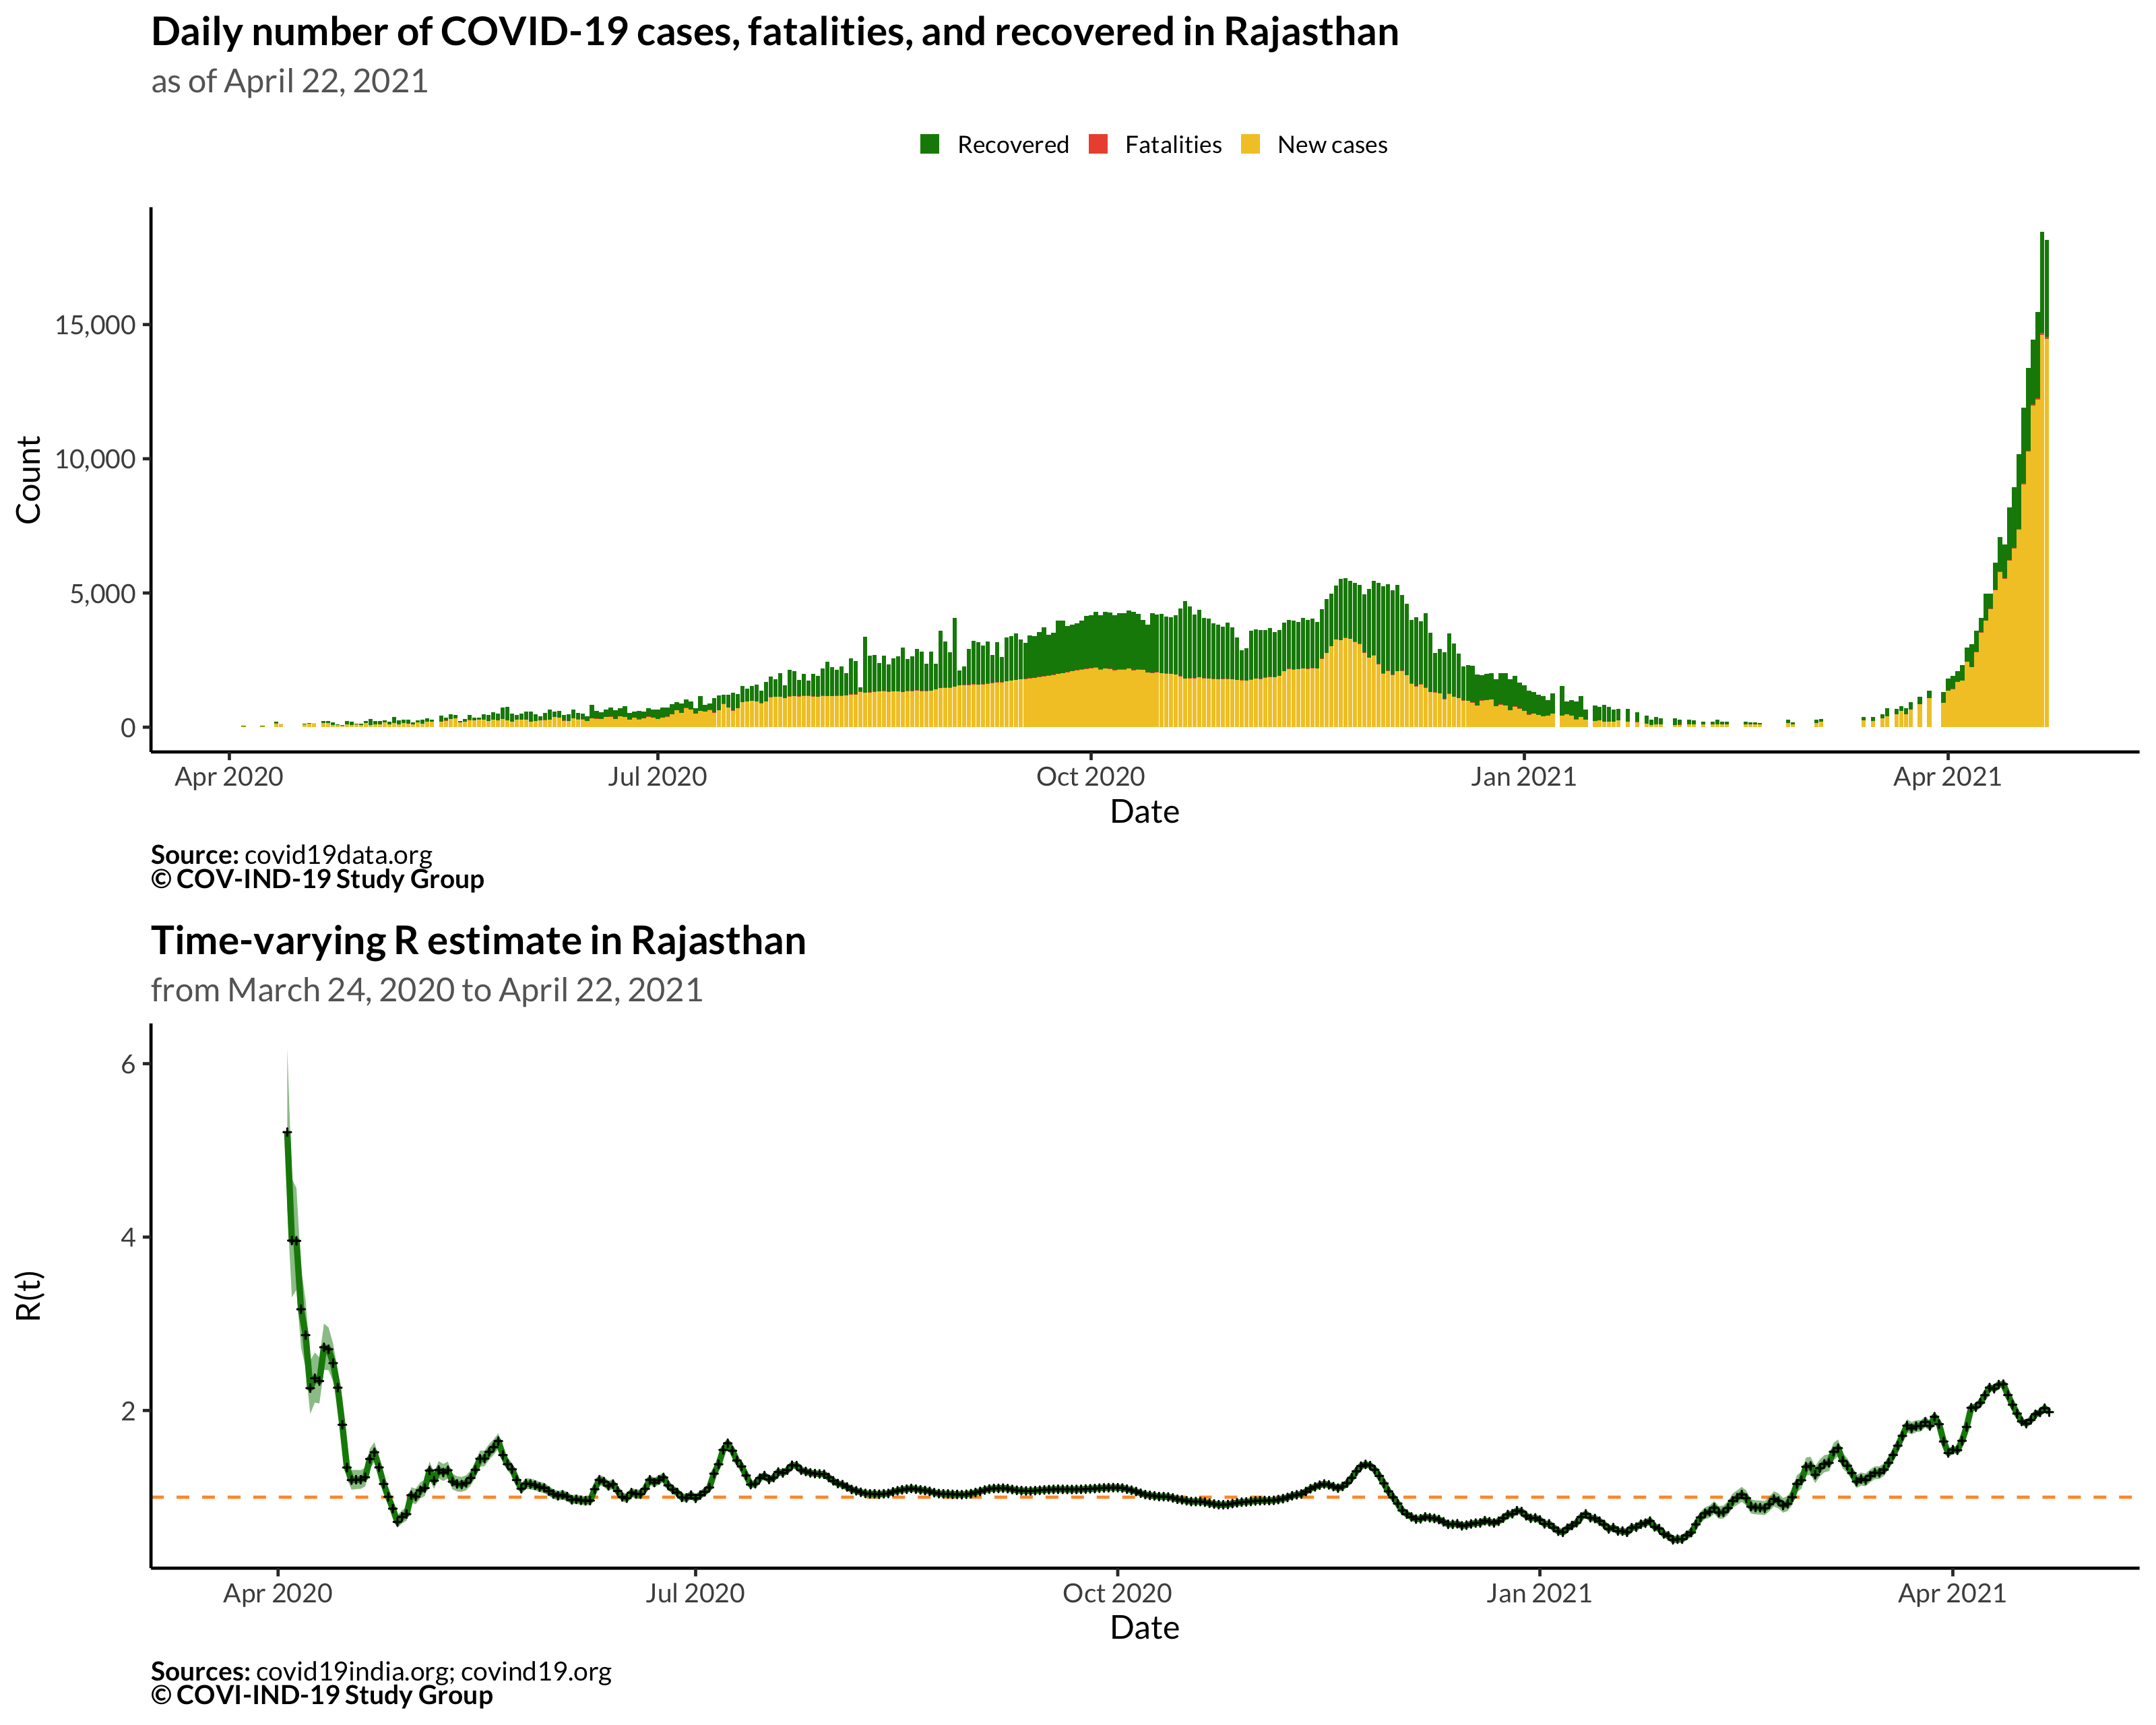 Daily number of COVID-19 cases, fatalities, and recovered in Rajasthan
as of April 22, 2021
Recovered Fatalities New cases
Count
15,000
10,000
5,000
0
Apr 2020 Jul 2020 Oct 2020 Jan 2021 Apr 2021
Date
Source: covid19data.org
© COV-IND-19 Study Group
Time-varying R estimate in Rajasthan
from March 24, 2020 to April 22, 2021
R(t)
6
4
2
Apr 2020 Jul 2020 Oct 2020 Jan 2021 Apr 2021
Date
Sources: covid19india.org; covind19.org
© COVI-IND-19 Study Group